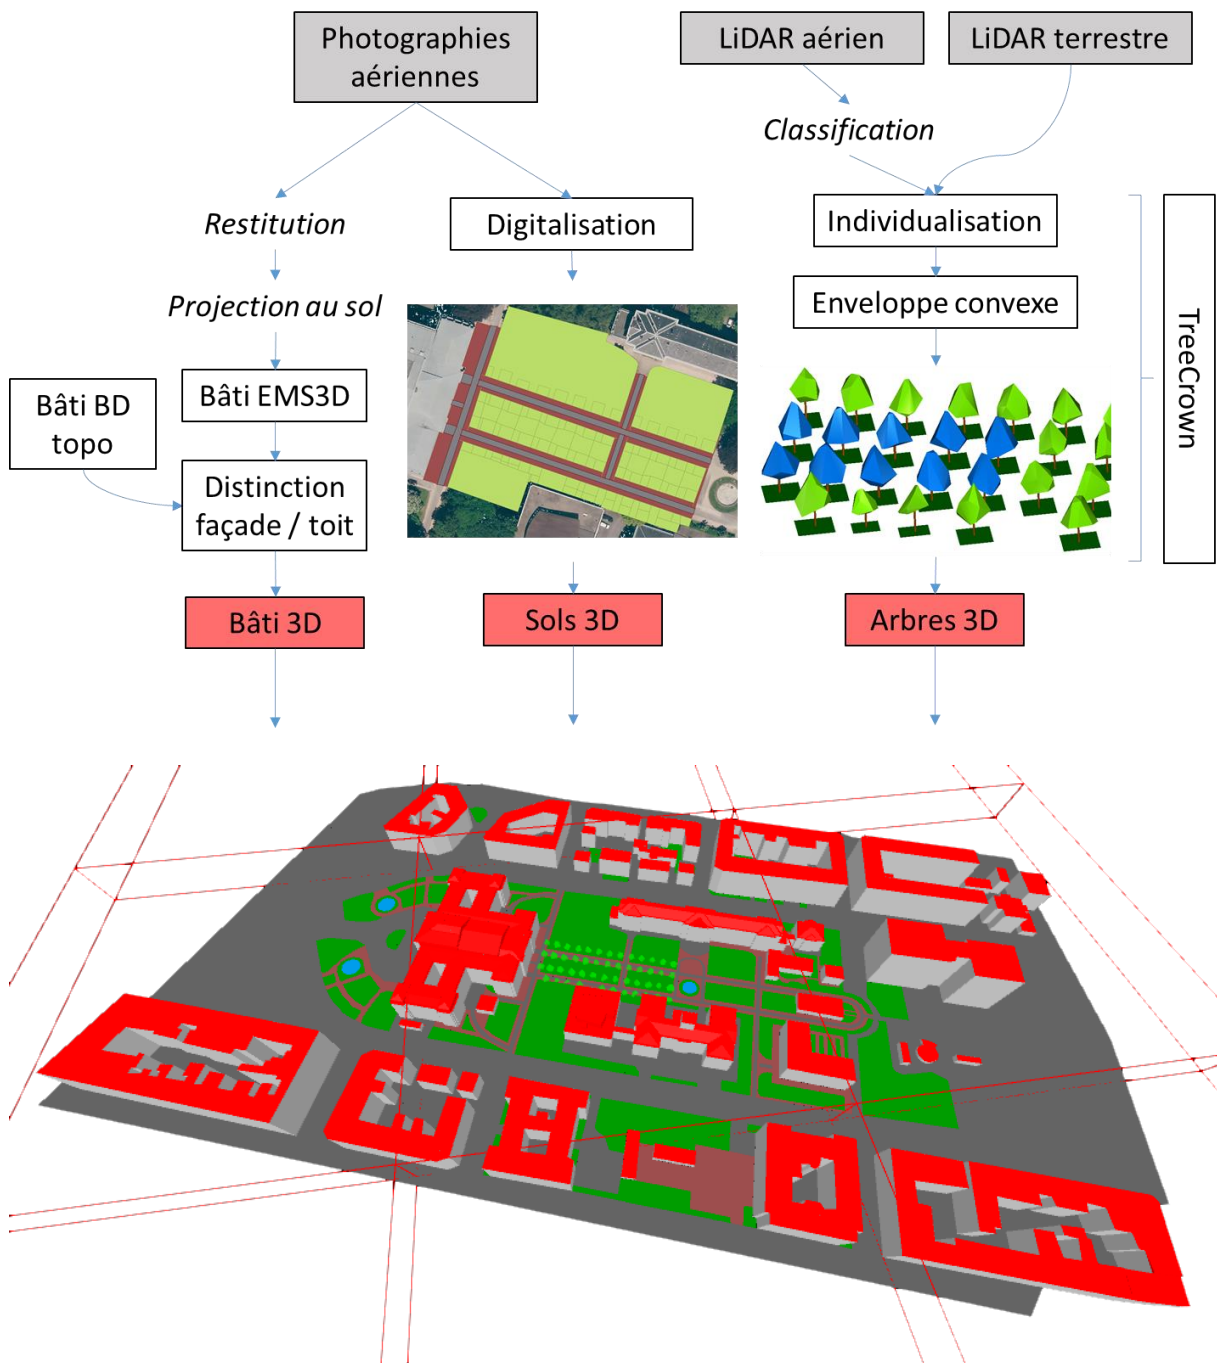 Photographies
aériennes
LiDAR aérien
LiDAR terrestre
Classification
Restitution
Digitalisation
Individualisation
Projection au sol
Enveloppe convexe
TreeCrown
Bâti BD
topo
Bâti EMS3D
Distinction
façade / toit
Bâti 3D
Sols 3D
Arbres 3D